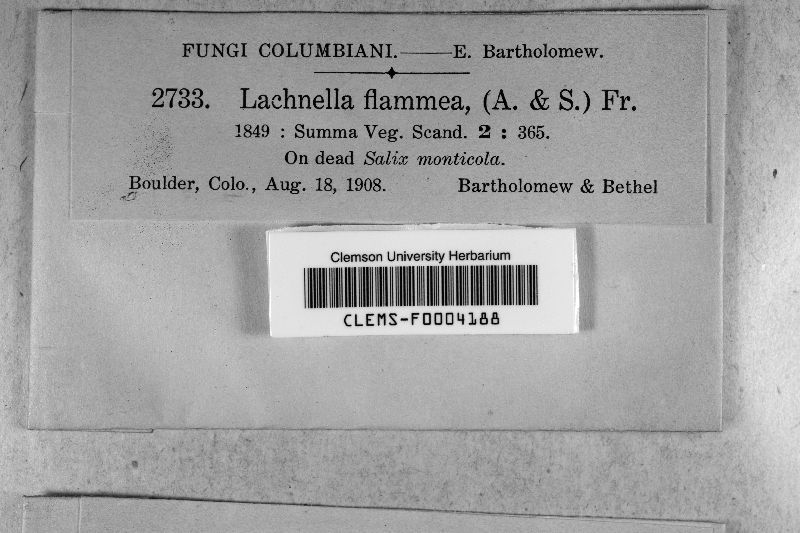 FUNGI COLUMBIANI.——E. Bartholomew.
2733. Lachnella flammea, (A. & S.) Fr.
1849 : Summa Veg. Scand. 2 : 365.
On dead Salix monticola.
Boulder, Colo., Aug. 18, 1908. Bartholomew & Bethel
Clemson University Herbarium
CLEMS-F0004188